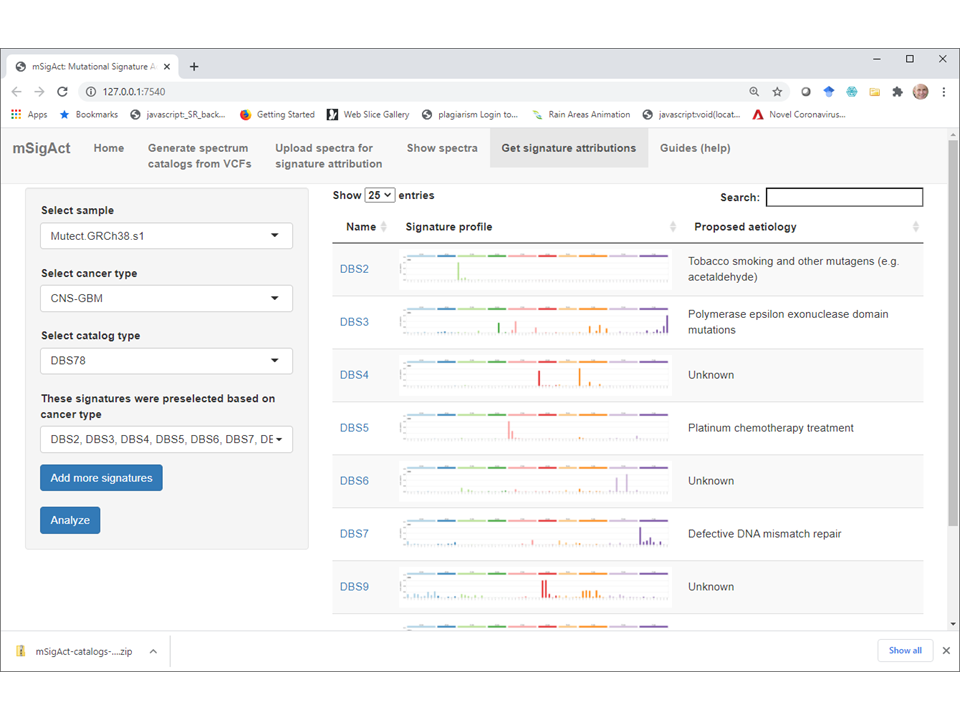 mSigAct: Mutational Signature A
127.0.0.1:7540
Apps Bookmarks javascript:_SR_back... Getting Started Web Slice Gallery plagiarism Login to... Rain Areas Animation javascript:void(locat... Novel Coronavirus...
mSigAct Home Generate spectrum catalogs from VCFs Upload spectra for signature attribution Show spectra Get signature attributions Guides (help)
Select sample
Mutect.GRCh38.s1
Select cancer type
CNS-GBM
Select catalog type
DBS78
These signatures were preselected based on
cancer type
DBS2, DBS3, DBS4, DBS5, DBS6, DBS7, DE
Add more signatures
Analyze
Show 25 entries
Search:
Name Signature profile Proposed aetiology
DBS2 Tobacco smoking and other mutagens (e.g.
acetaldehyde)
DBS3 Polymerase epsilon exonuclease domain
mutations
DBS4 Unknown
DBS5 Platinum chemotherapy treatment
DBS6 Unknown
DBS7 Defective DNA mismatch repair
DBS9 Unknown
mSigAct-catalogs-....zip
Show all